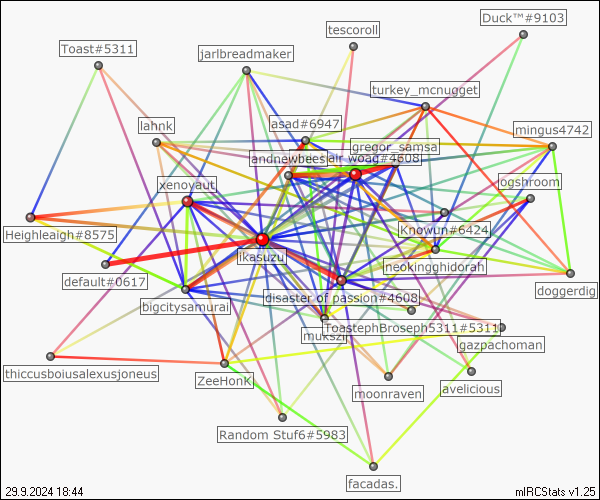 Duck™#9103
tescoroll
Toast#5311
jarlbreadmaker
turkey_mcnugget
asad#6947
lahnk
mingus4742
gregor_samsa
andnewbees
woag#4608
xenoyaut
ogshroom
Heighleaigh#8575
Knowun#6424
ikasuzu
neokingghidorah
default#0617
doggerdig
disaster of passion#4608
bigcitysamurai
mukszi
ToastephBroseph5311#5311
gazpachoman
thiccusboiusalexusjoneus
ZeeHonK
moonraven
avelicious
Random Stuf6#5983
facadas.
29.9.2024 18:44
mIRCStats v1.25